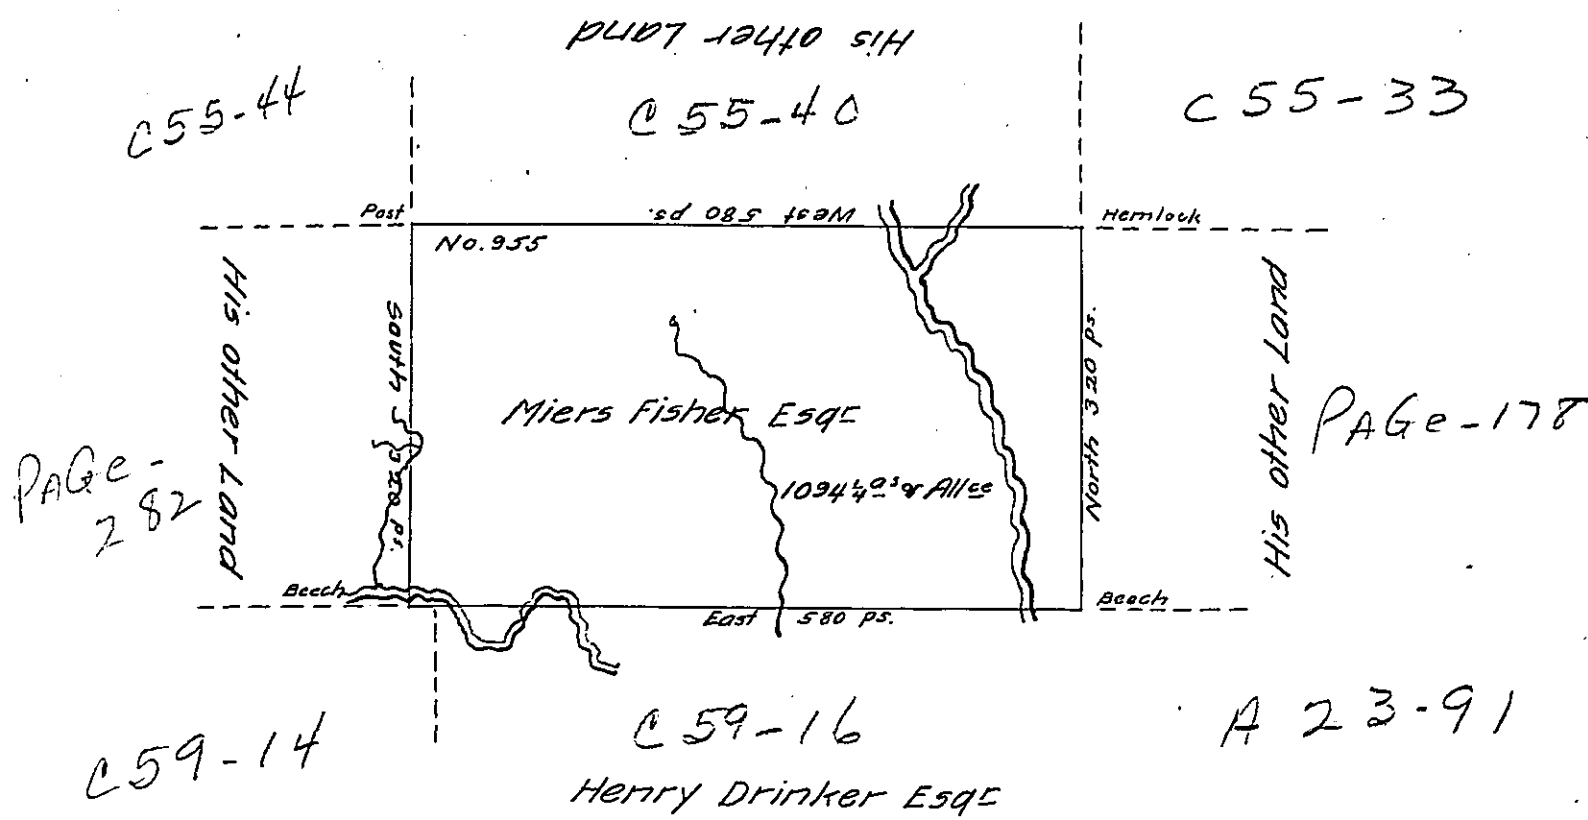 His other Land
C55-44
C 55-40
C 55-33
Post
West 580 ps.
Hemlock
No. 955
His other Land
South 320 ps.
Miers Fisher Esqr
1094¼ as & Allce
North 320 ps.
His other Land
PAGe-178
PAGe-
282
Beech
East 580 ps.
Beech
C59-14
C 59-16
A 23-91
Henry Drinker Esqr